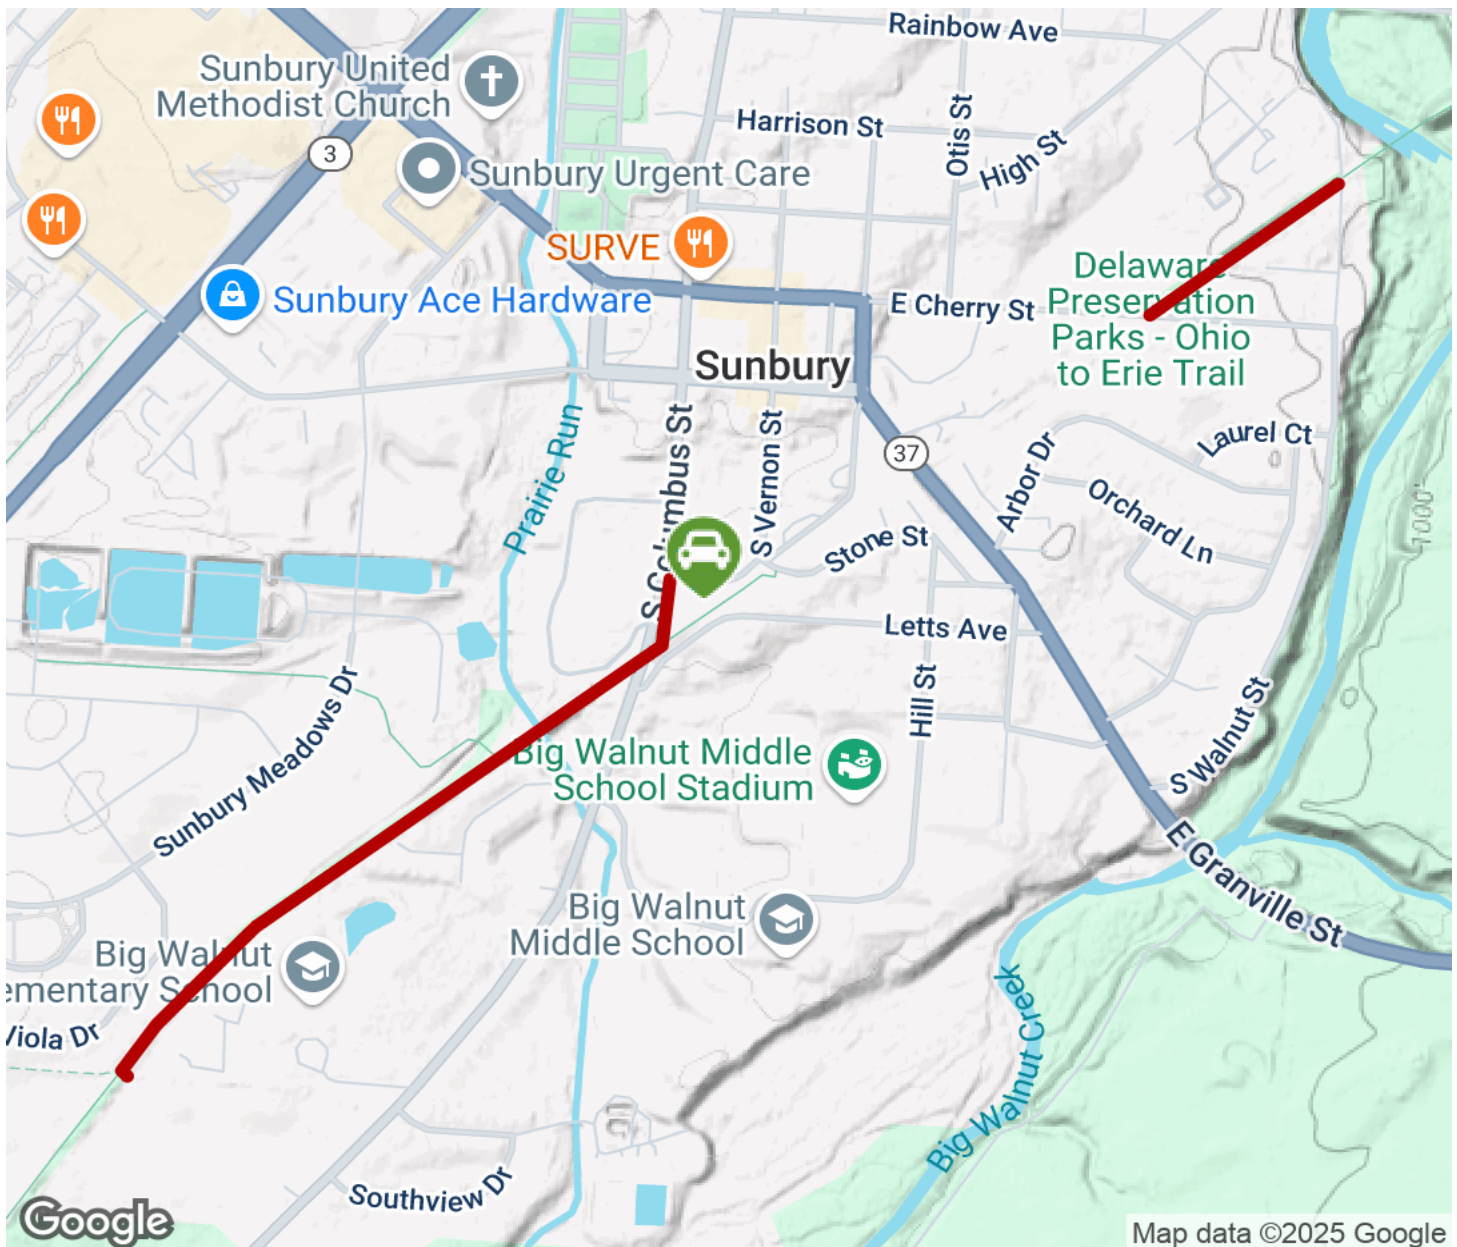 Rainbow Ave
Sunbury United
Methodist Church
Harrison St
Otis St
High St
3
Sunbury Urgent Care
SURVE
Delaware
Preservation
Parks - Ohio
to Erie Trail
Sunbury Ace Hardware
E Cherry St
Sunbury
Prairie Run
S Columbus St
S Vernon St
37
Arbor Dr
Laurel Ct
Orchard Ln
1000'
Stone St
Letts Ave
Hill St
Sunbury Meadows Dr
Big Walnut Middle
School Stadium
S Walnut St
E Granville St
Big Walnut
Middle School
Big Walnut
ementary School
Viola Dr
Big Walnut Creek
Southview Dr
Google
Map data ©2025 Google